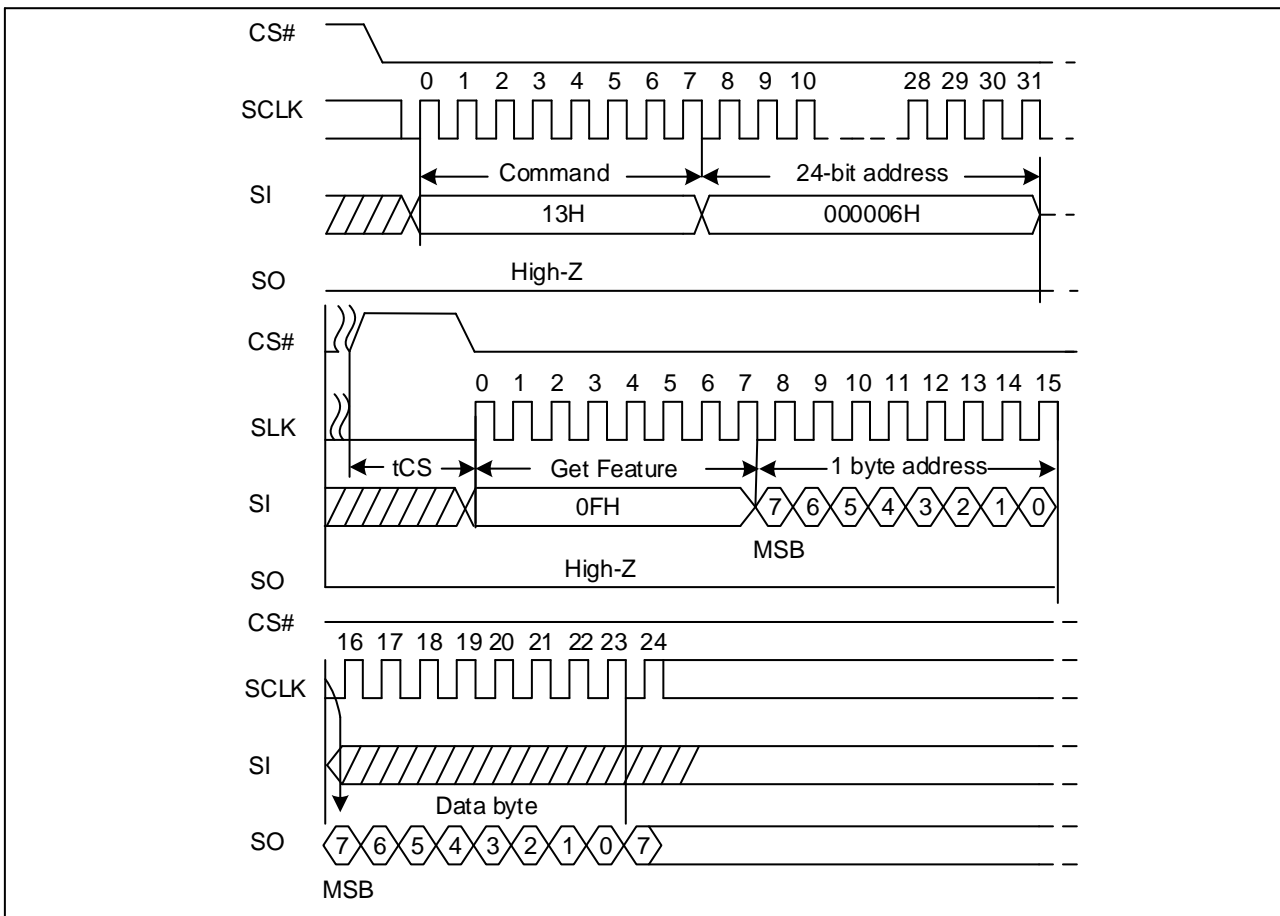 CS#
0 1 2 3 4 5 6 7 8 9 10 28 29 30 31
SCLK
Command 24-bit address
SI
13H 000006H
High-Z
SO
CS#
0 1 2 3 4 5 6 7 8 9 10 11 12 13 14 15
SLK
tCS Get Feature 1 byte address
SI
0FH 7 6 5 4 3 2 1 0
MSB
High-Z
SO
CS#
16 17 18 19 20 21 22 23 24
SCLK
SI
Data byte
SO 7 6 5 4 3 2 1 0 7
MSB